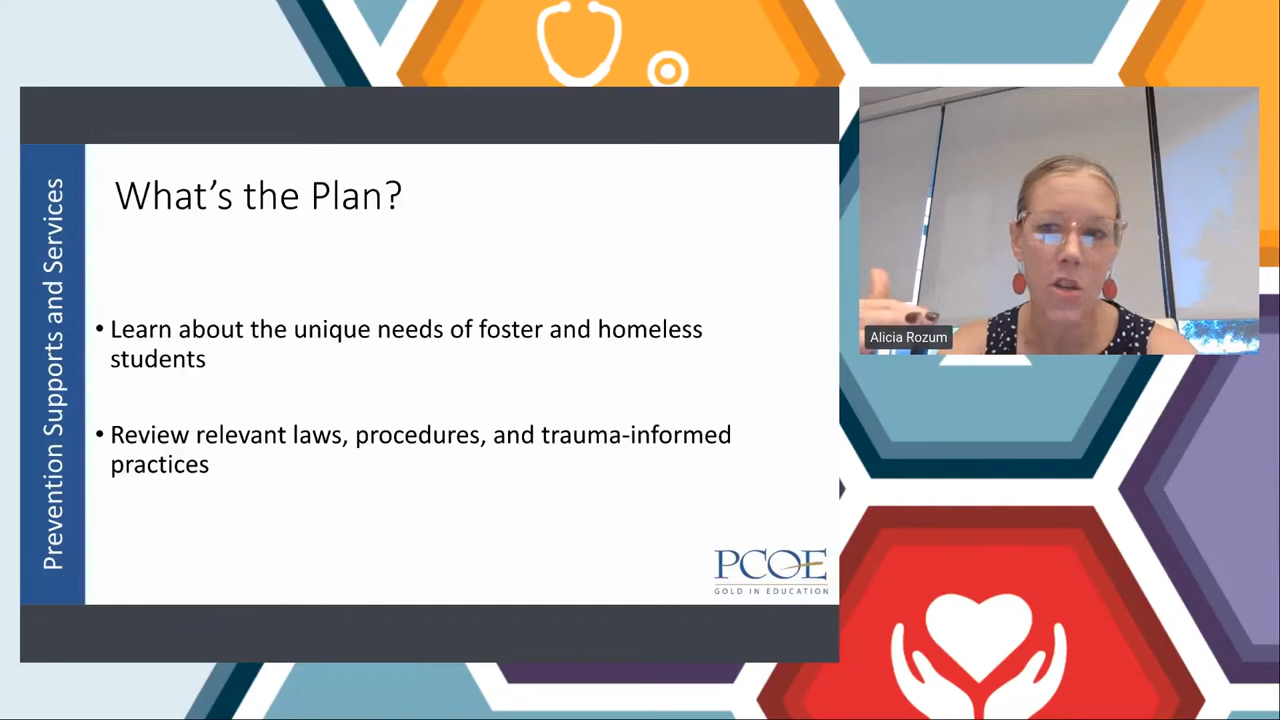 Prevention Supports and Services
What's the Plan?
• Learn about the unique needs of foster and homeless
students
• Review relevant laws, procedures, and trauma-informed
practices
PCOE
GOLD IN EDUCATION
Alicia Rozum